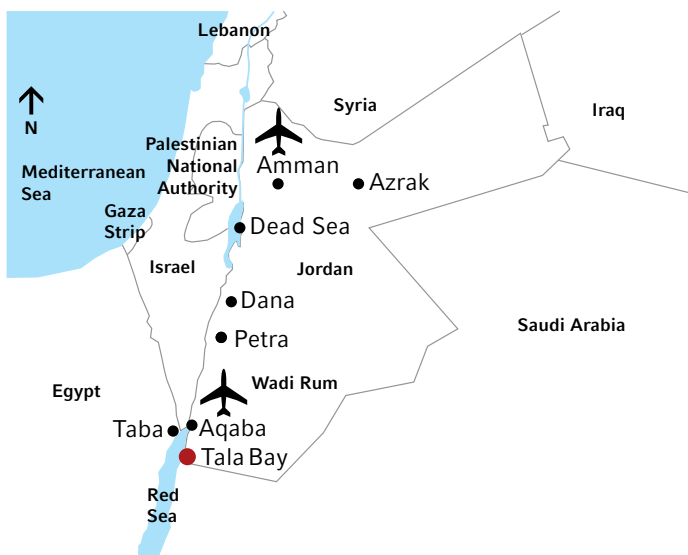 Lebanon
Syria
Iraq
N
Palestinian
National
Authority
Mediterranean
Sea
Amman
Azrak
Gaza
Strip
Dead Sea
Israel
Jordan
Dana
Saudi Arabia
Petra
Egypt
Wadi Rum
Taba
Aqaba
Tala Bay
Red
Sea